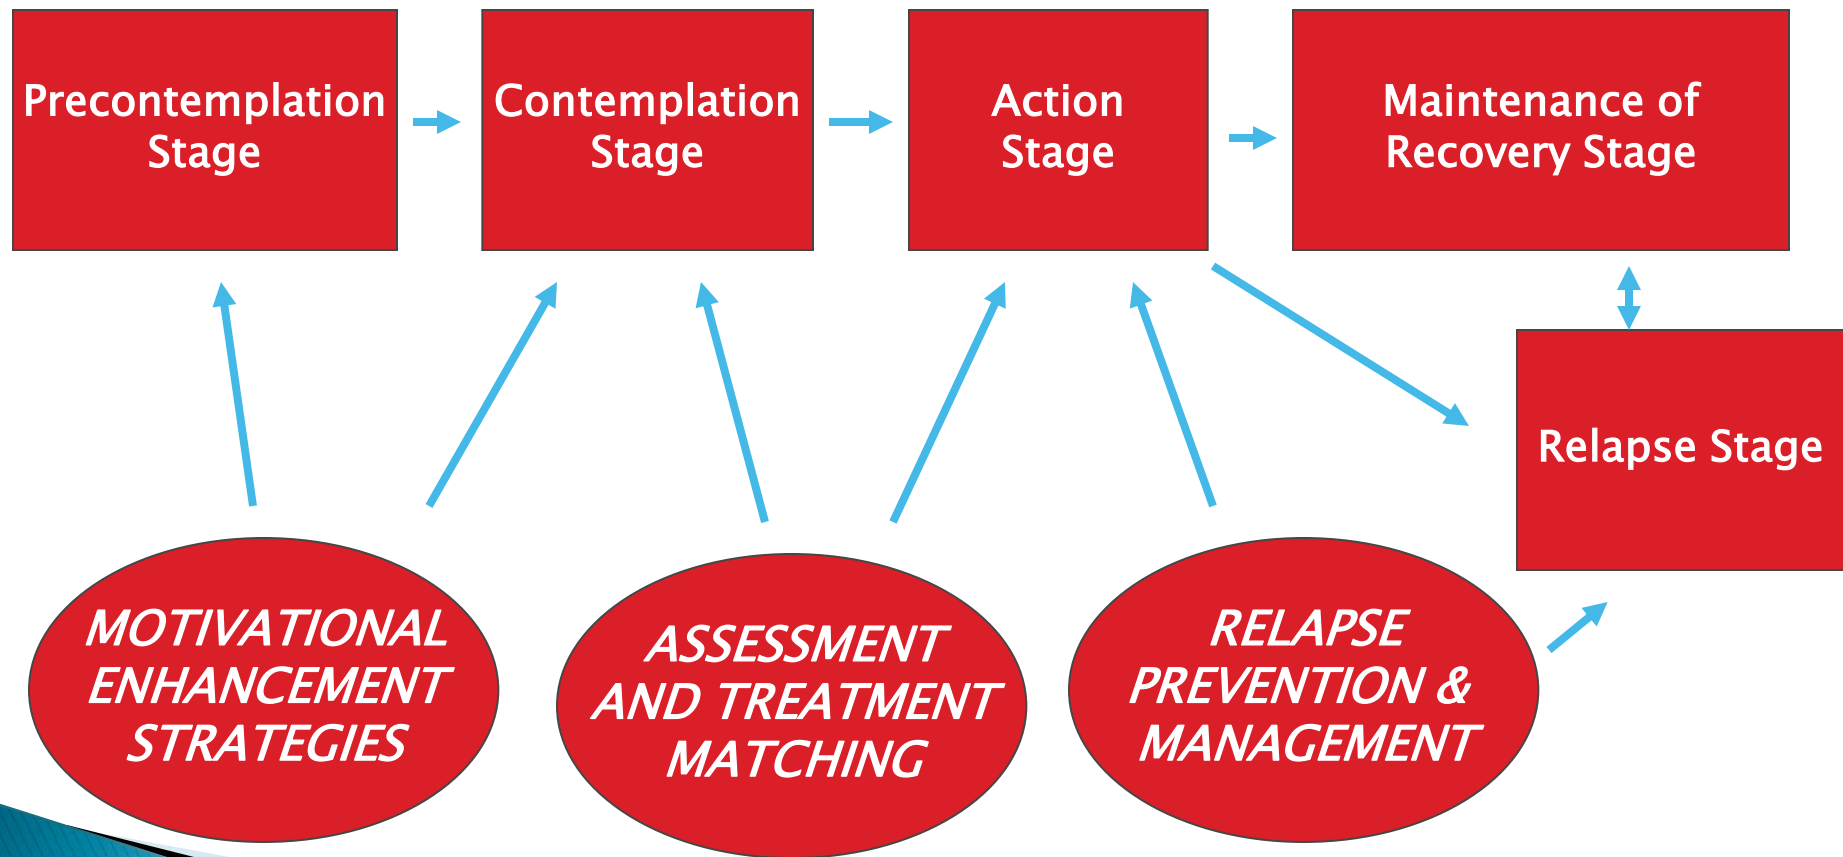 Precontemplation
Stage
Contemplation
Stage
Action
Stage
Maintenance of
Recovery Stage
Relapse Stage
MOTIVATIONAL
ENHANCEMENT
STRATEGIES
ASSESSMENT
AND TREATMENT
MATCHING
RELAPSE
PREVENTION &
MANAGEMENT